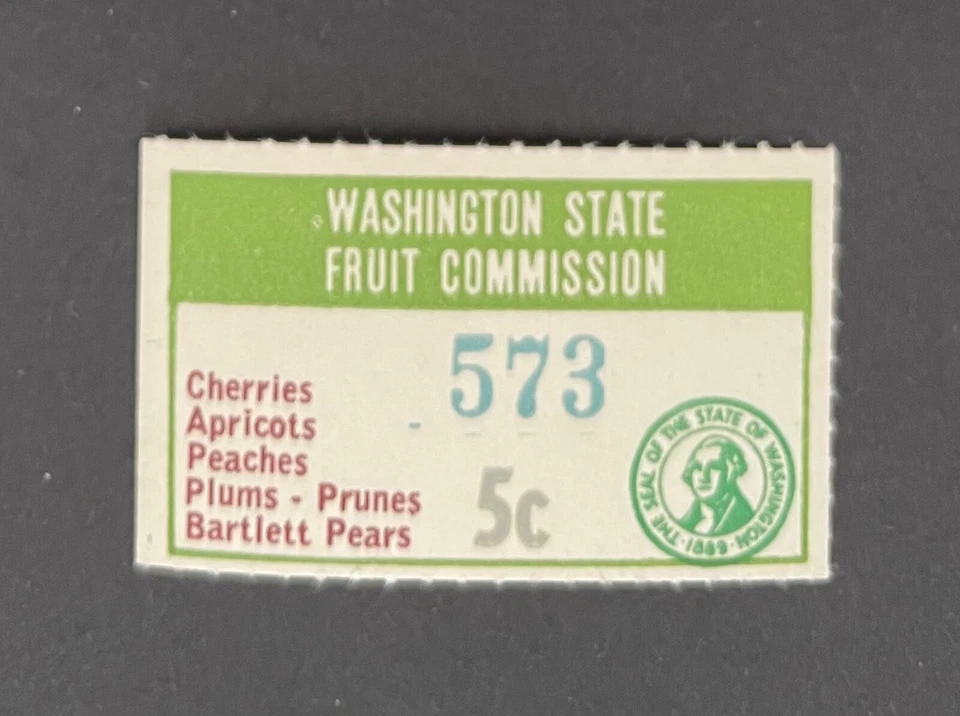 WASHINGTON STATE
FRUIT COMMISSION
573
Cherries
Apricots
Peaches
Plums - Prunes
Bartlett Pears
5c
THE SEAL OF THE STATE OF WASHINGTON
1889